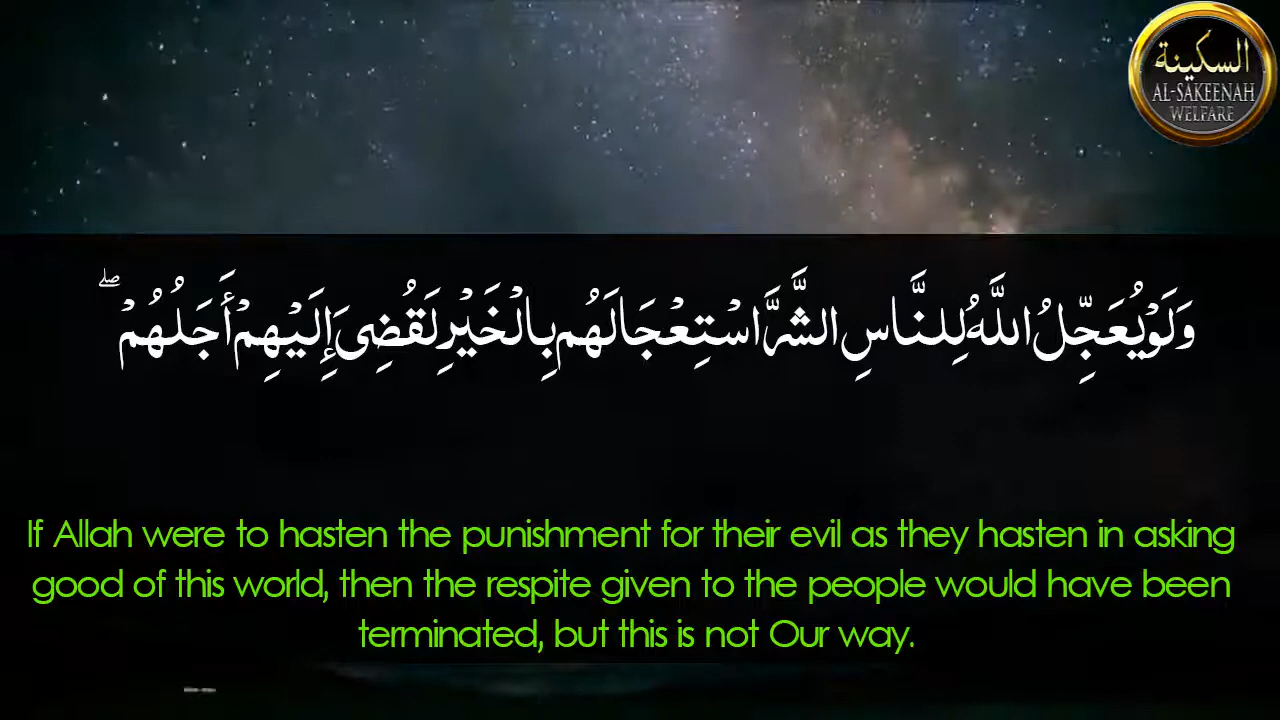 السكينة
AL-SAKEENAH
WELFARE
وَلَوْ يُعَجِّلُ اللَّهُ لِلنَّاسِ الشَّرَّ اسْتِعْجَالَهُم بِالْخَيْرِ لَقُضِىَ إِلَيْهِمْ أَجَلُهُمْ ۖ
If Allah were to hasten the punishment for their evil as they hasten in asking
good of this world, then the respite given to the people would have been
terminated, but this is not Our way.